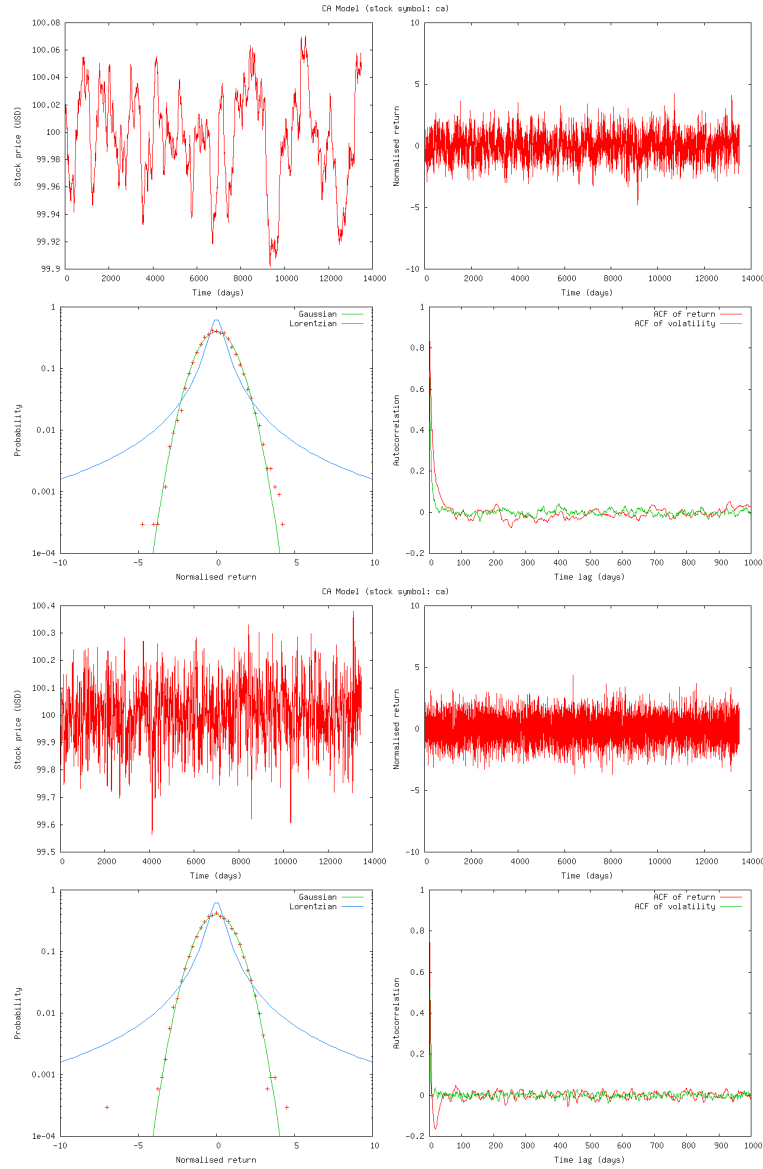 CA Model (stock symbol: ca)
100.08
100.06
100.04
100.02
100
99.98
99.96
99.94
99.92
99.9
Stock price (USD)
0 2000 4000 6000 8000 10000 12000 14000
Time (days)
10
5
0
-5
-10
Normalised return
0 2000 4000 6000 8000 10000 12000 14000
Time (days)
1
0.1
0.01
0.001
1e-04
Probability
Gaussian
Lorentzian
-10 -5 0 5 10
Normalised return
1
0.8
0.6
0.4
0.2
0
-0.2
Autocorrelation
ACF of return
ACF of volatility
0 100 200 300 400 500 600 700 800 900 1000
Time lag (days)
CA Model (stock symbol: ca)
100.4
100.3
100.2
100.1
100
99.9
99.8
99.7
99.6
99.5
Stock price (USD)
0 2000 4000 6000 8000 10000 12000 14000
Time (days)
10
5
0
-5
-10
Normalised return
0 2000 4000 6000 8000 10000 12000 14000
Time (days)
1
0.1
0.01
0.001
1e-04
Probability
Gaussian
Lorentzian
-10 -5 0 5 10
Normalised return
1
0.8
0.6
0.4
0.2
0
-0.2
Autocorrelation
ACF of return
ACF of volatility
0 100 200 300 400 500 600 700 800 900 1000
Time lag (days)